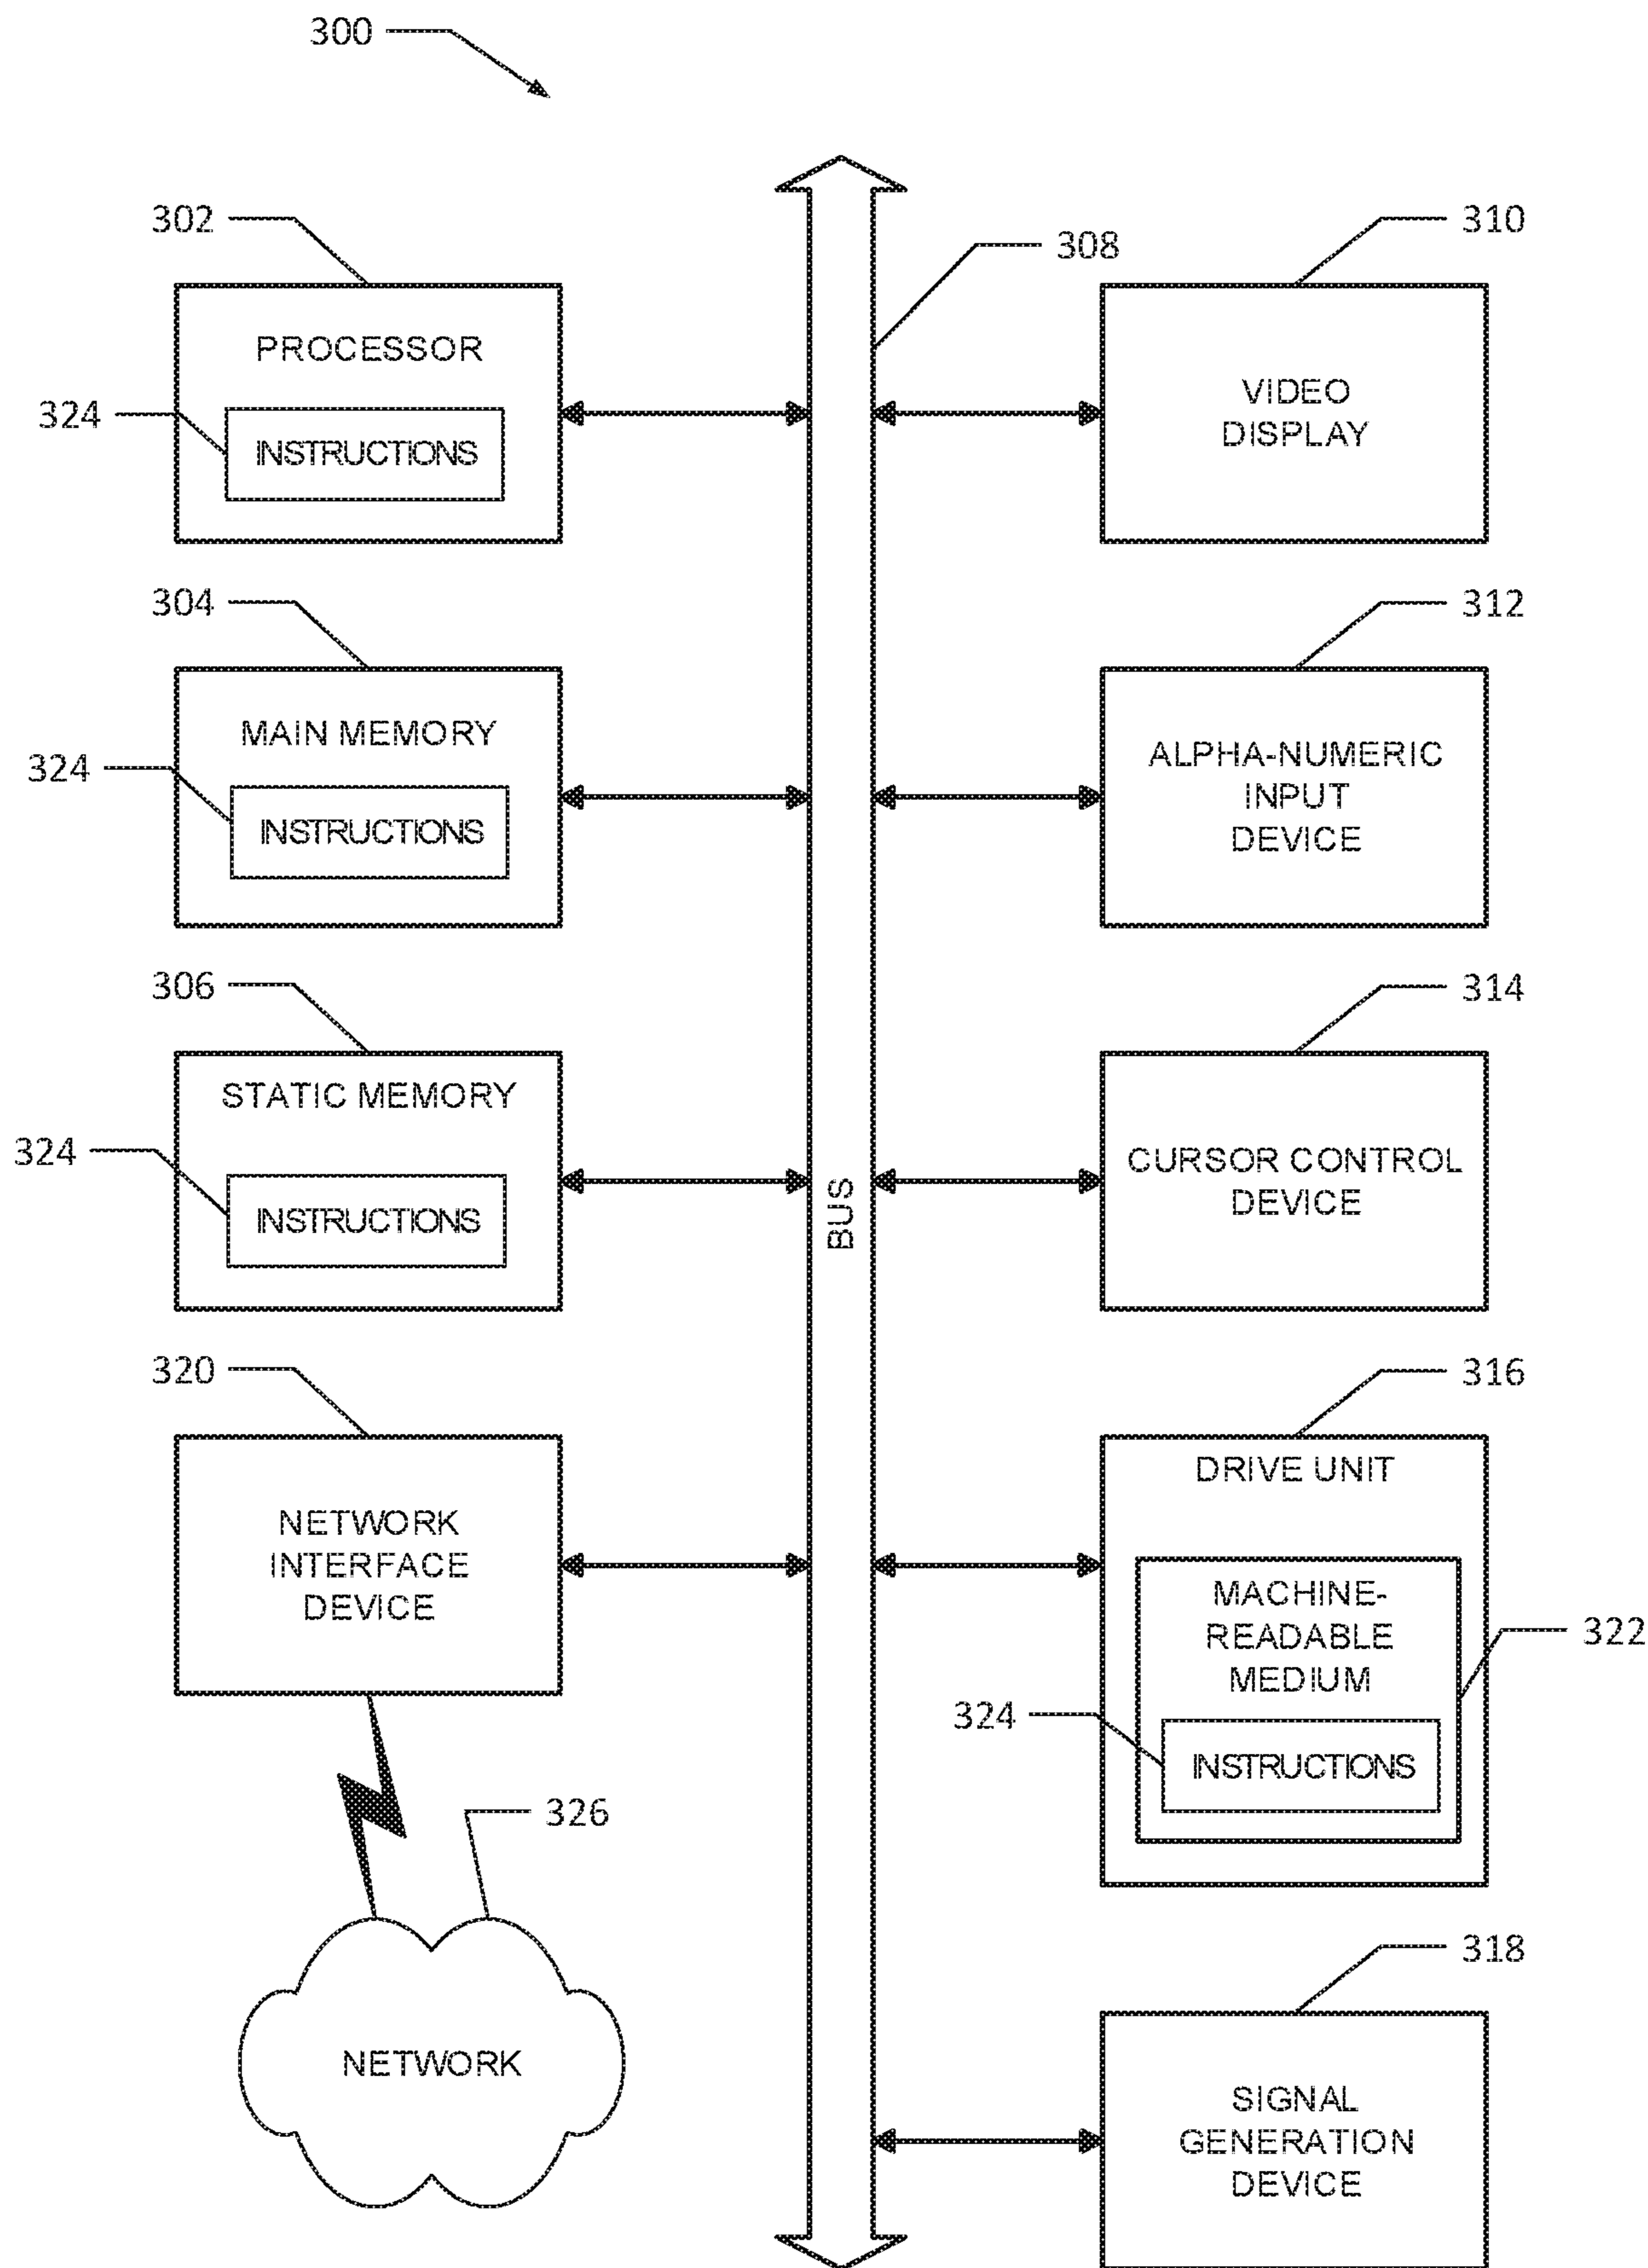 300
302
PROCESSOR
324
INSTRUCTIONS
304
MAIN MEMORY
324
INSTRUCTIONS
306
STATIC MEMORY
324
INSTRUCTIONS
320
NETWORK
INTERFACE
DEVICE
326
NETWORK
308
BUS
310
VIDEO
DISPLAY
312
ALPHA-NUMERIC
INPUT
DEVICE
314
CURSOR CONTROL
DEVICE
316
DRIVE UNIT
MACHINE-
READABLE
MEDIUM
322
324
INSTRUCTIONS
318
SIGNAL
GENERATION
DEVICE